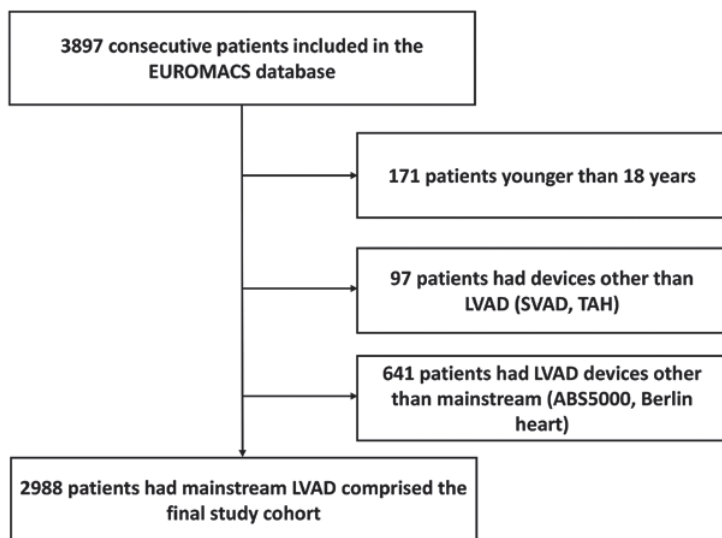 3897 consecutive patients included in the
EUROMACS database
171 patients younger than 18 years
97 patients had devices other than
LVAD (SVAD, TAH)
641 patients had LVAD devices other
than mainstream (ABS5000, Berlin
heart)
2988 patients had mainstream LVAD comprised the
final study cohort